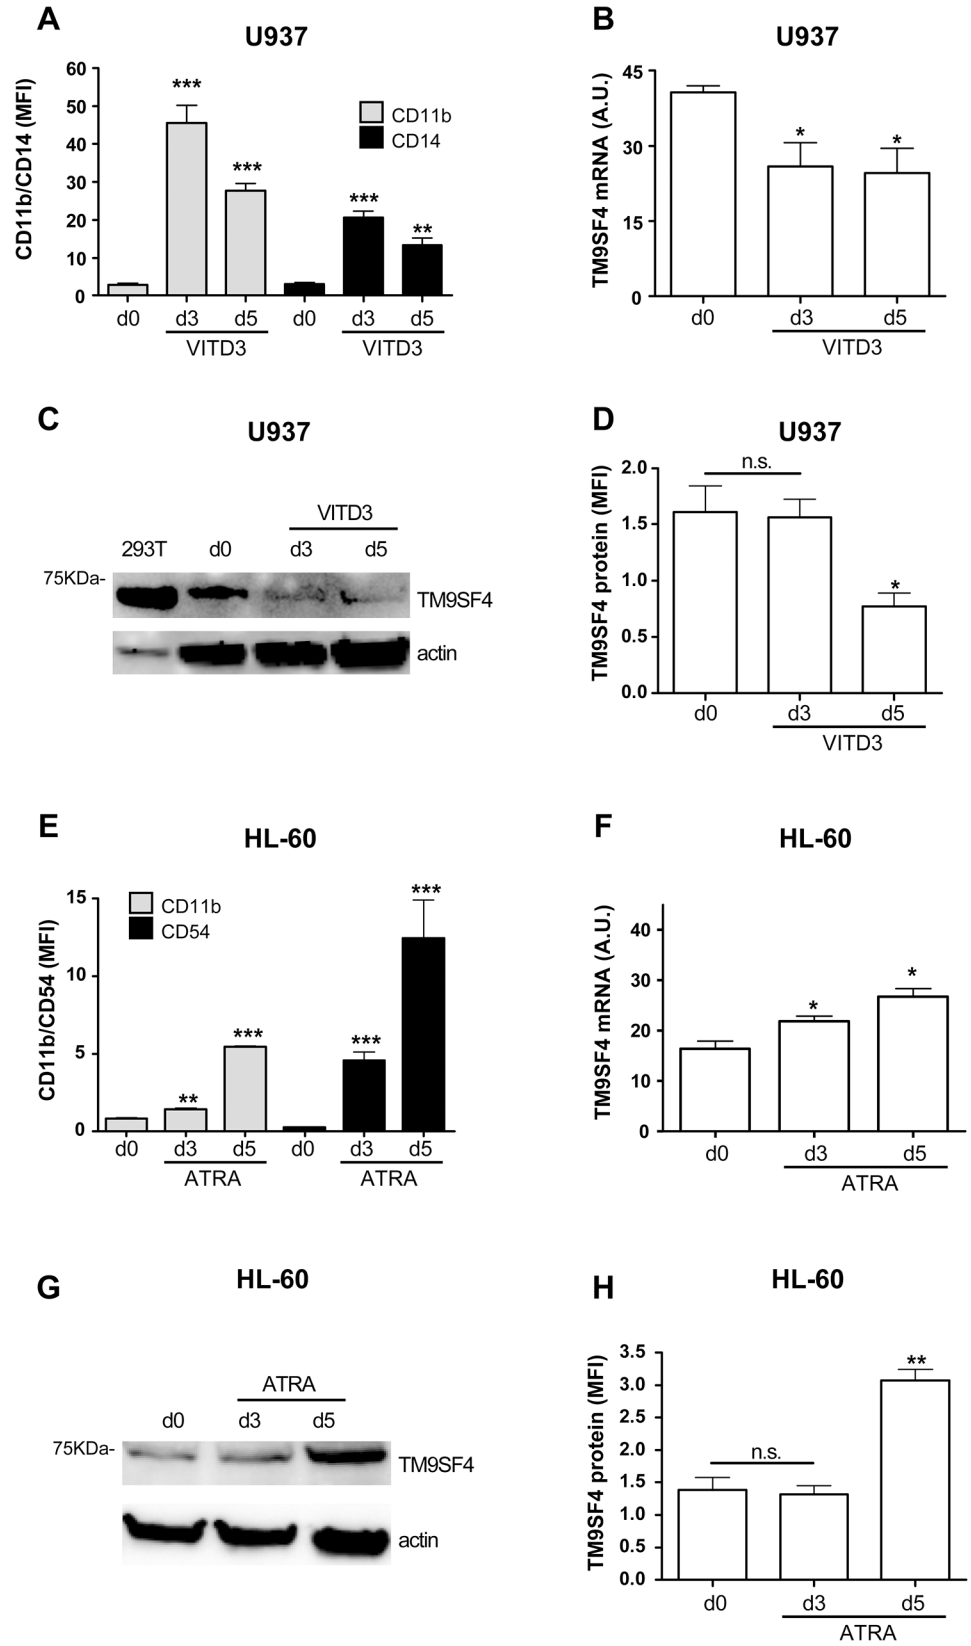 A
U937
CD11b/CD14 (MFI)
60
50
40
30
20
10
0
***
***
***
**
CD11b
CD14
d0 d3 d5 d0 d3 d5
VITD3 VITD3
B
U937
TM9SF4 mRNA (A.U.)
45
30
15
0
* *
d0 d3 d5
VITD3
C
U937
VITD3
293T d0 d3 d5
75KDa-
TM9SF4
actin
D
U937
TM9SF4 protein (MFI)
2.0
1.5
1.0
0.5
0.0
n.s.
*
d0 d3 d5
VITD3
E
HL-60
CD11b/CD54 (MFI)
15
10
5
0
CD11b
CD54
**
***
***
***
d0 d3 d5 d0 d3 d5
ATRA ATRA
F
HL-60
TM9SF4 mRNA (A.U.)
40
30
20
10
0
* *
d0 d3 d5
ATRA
G
HL-60
ATRA
d0 d3 d5
75KDa-
TM9SF4
actin
H
HL-60
TM9SF4 protein (MFI)
3.5
3.0
2.5
2.0
1.5
1.0
0.5
0.0
n.s.
**
d0 d3 d5
ATRA